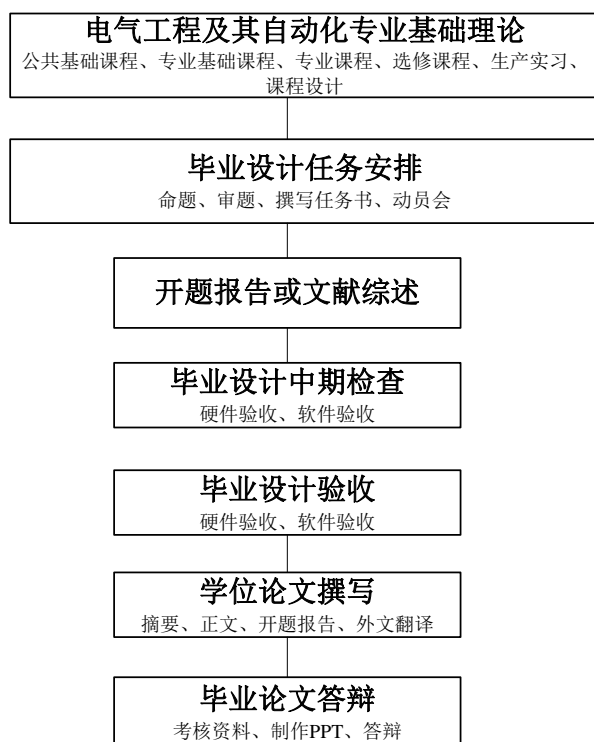 电气工程及其自动化专业基础理论
公共基础课程、专业基础课程、专业课程、选修课程、生产实习、
课程设计
毕业设计任务安排
命题、审题、撰写任务书、动员会
开题报告或文献综述
毕业设计中期检查
硬件验收、软件验收
毕业设计验收
硬件验收、软件验收
学位论文撰写
摘要、正文、开题报告、外文翻译
毕业论文答辩
考核资料、制作PPT、答辩